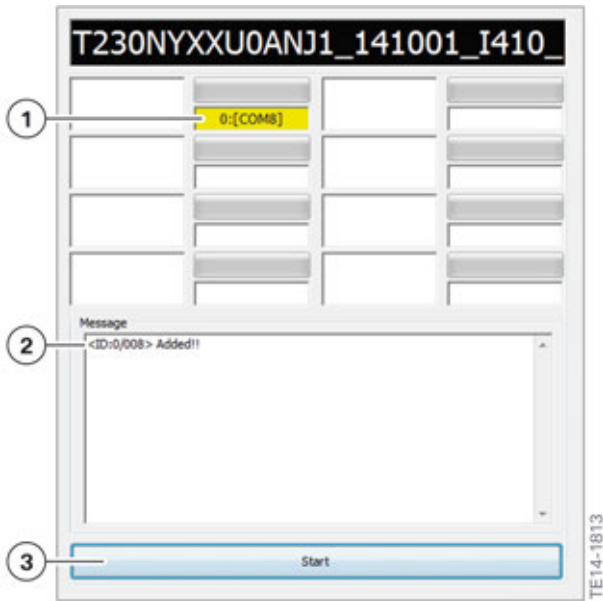 T230NYXXU0ANJ1_141001_I410_
1
0:[COM8]
Message
2
<ID:0/008> Added!!
3
Start
TE14-1813